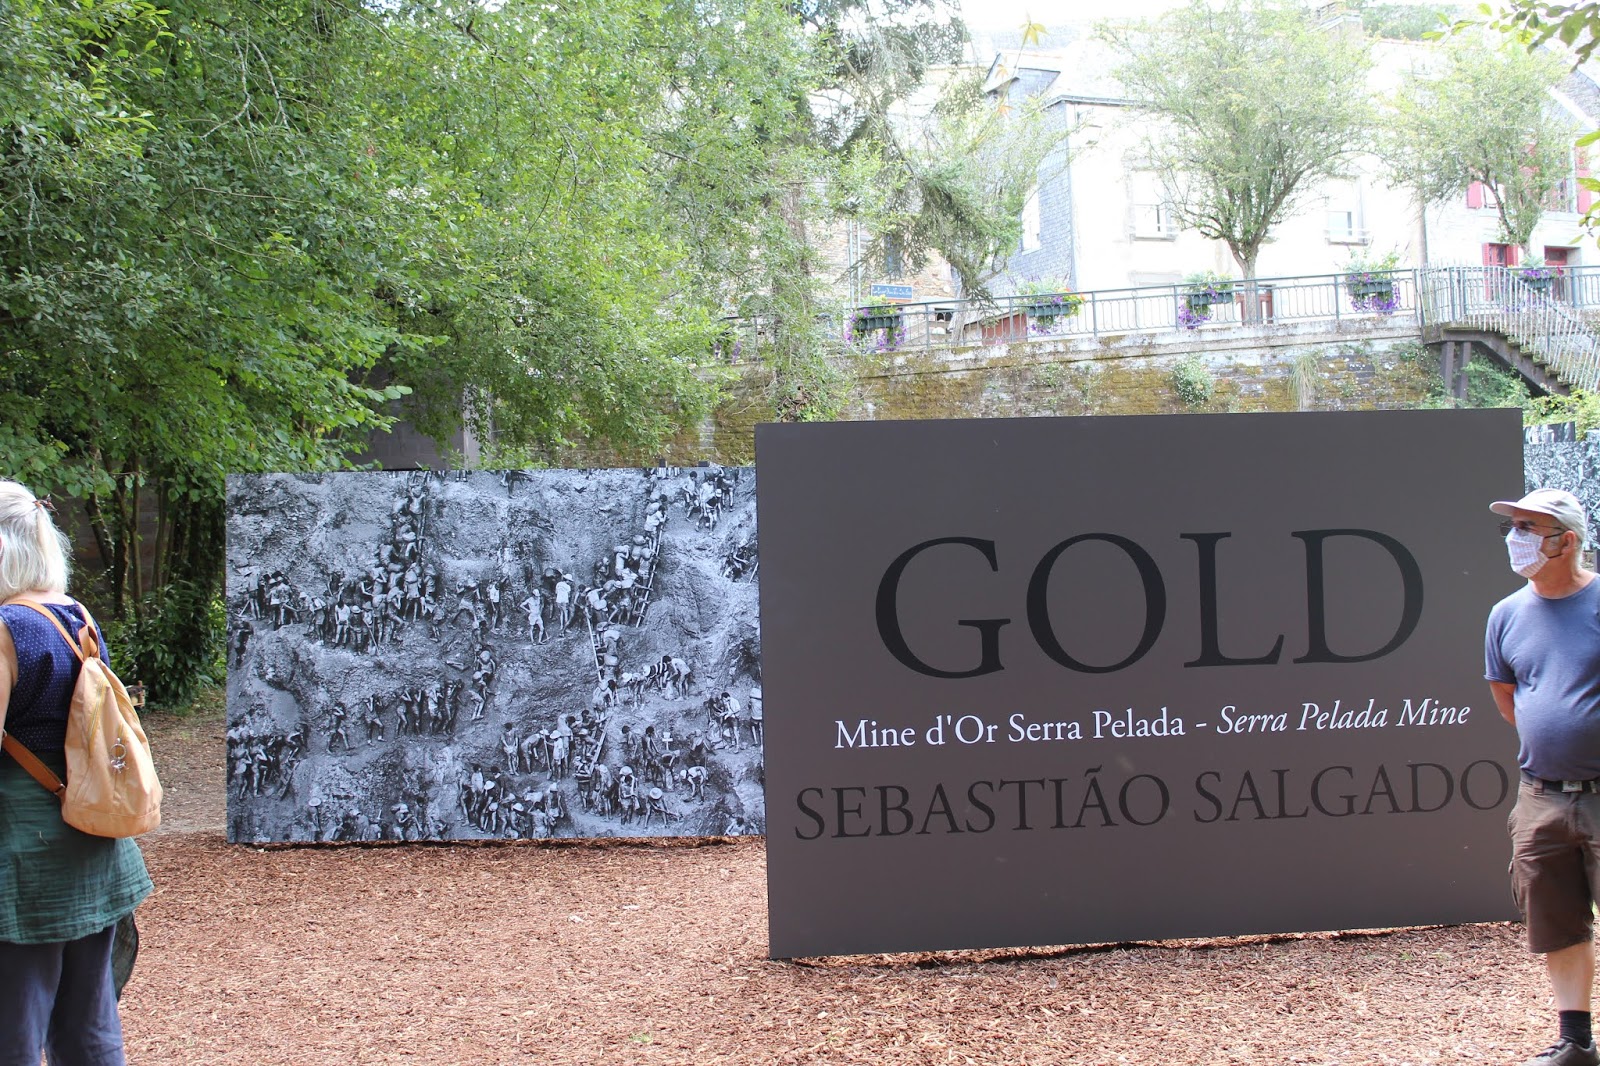 GOLD
Mine d'Or Serra Pelada - Serra Pelada Mine
SEBASTIÃO SALGADO